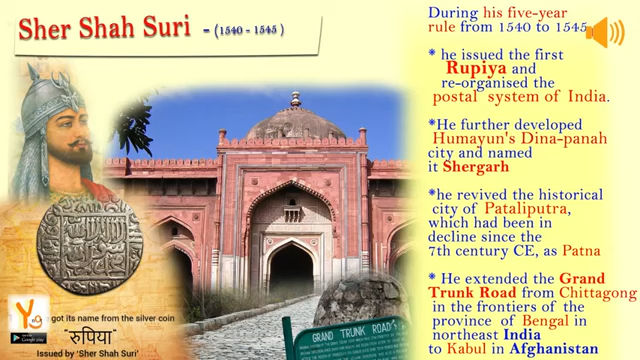 Sher Shah Suri - (1540 - 1545 )
During his five-year
rule from 1540 to 1545
* he issued the first
Rupiya and
re-organised the
postal system of India.
*He further developed
Humayun's Dina-panah
city and named
it Shergarh
*he revived the historical
city of Pataliputra,
which had been in
decline since the
7th century CE, as Patna
* He extended the Grand
Trunk Road from Chittagong
in the frontiers of the
province of Bengal in
northeast India
to Kabul in Afghanistan
got its name from the silver coin
"रुपिया"
Issued by 'Sher Shah Suri'
Google play
GRAND TRUNK ROAD